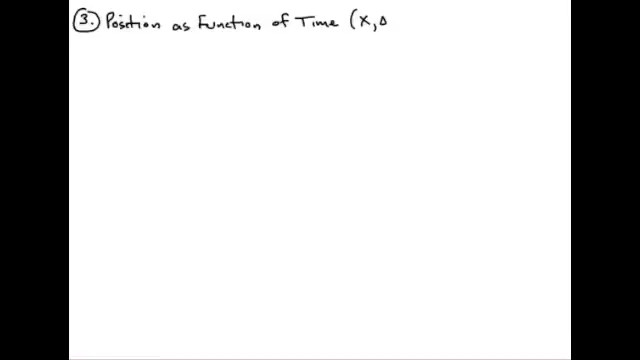 3. Position as Function of Time (x, Δ